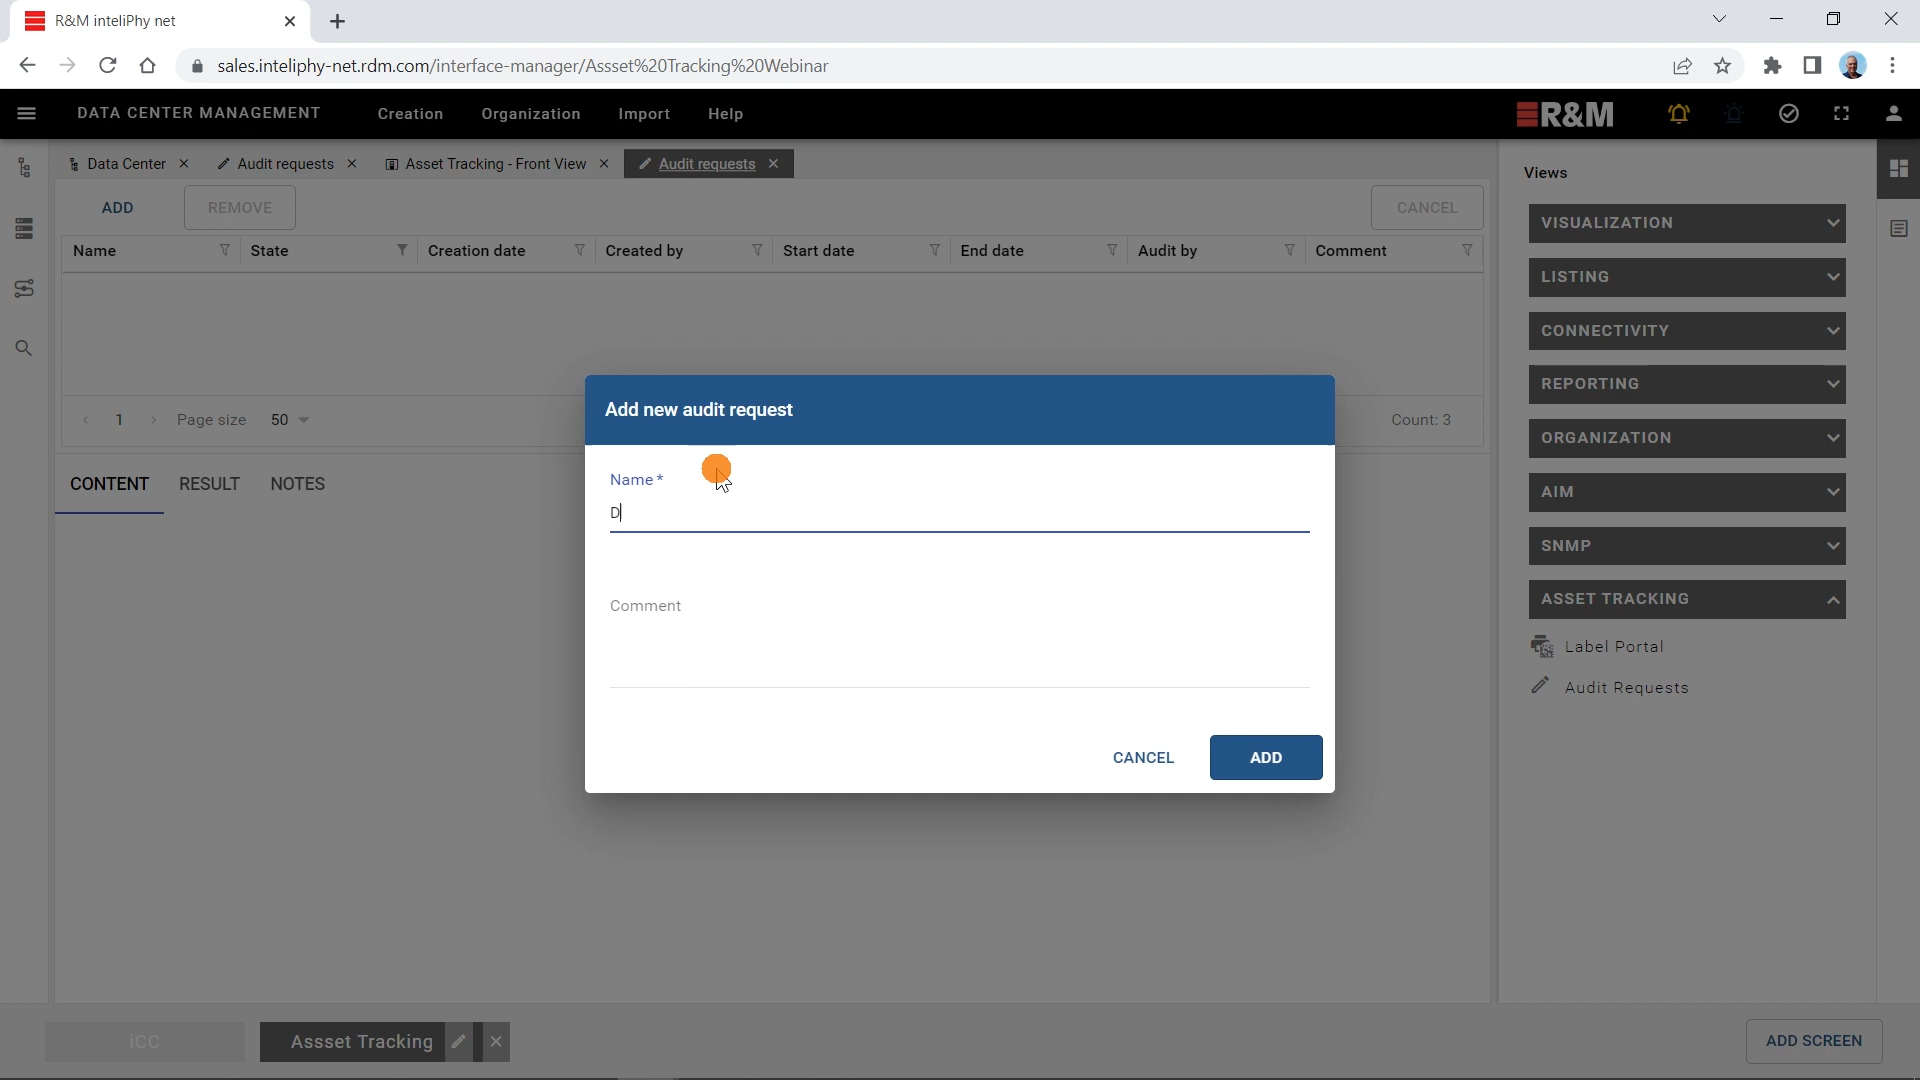 R&M inteliPhy net
sales.inteliphy-net.rdm.com/interface-manager/Assset%20Tracking%20Webinar
DATA CENTER MANAGEMENT Creation Organization Import Help R&M
Data Center Audit requests Asset Tracking - Front View Audit requests
Views
ADD REMOVE CANCEL
VISUALIZATION
Name State Creation date Created by Start date End date Audit by Comment
LISTING
CONNECTIVITY
REPORTING
1 Page size 50 Count: 3
ORGANIZATION
CONTENT RESULT NOTES
AIM
SNMP
ASSET TRACKING
Label Portal
Audit Requests
Add new audit request
Name *
D
Comment
CANCEL ADD
iCC Assset Tracking ADD SCREEN